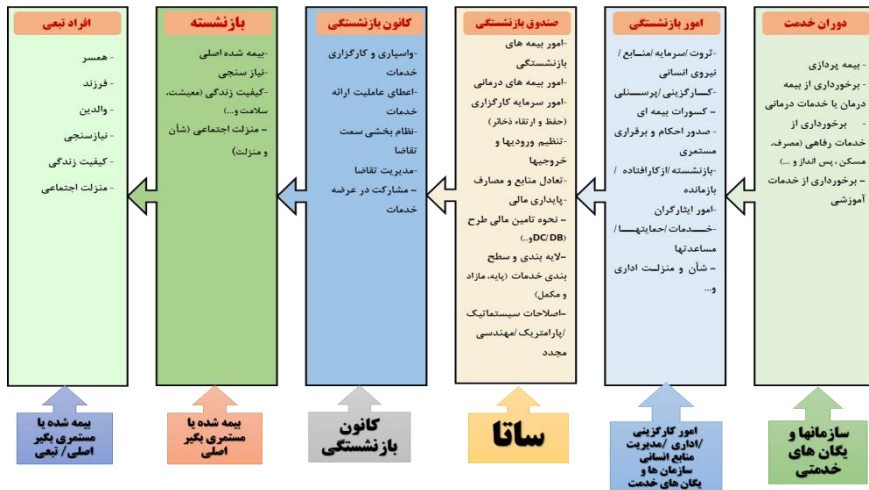 دوران خدمت
- بیمه پردازی
- برخورداری از بیمه
درمان یا خدمات درمانی
- برخورداری از
خدمات رفاهی (مصرف،
مسکن، پس انداز و ...)
- برخورداری از خدمات
آموزشی
سازمانها و
یگان های
خدمتی
امور بازنشستگی
-ثروت/سرمایه/منابع/
نیروی انسانی
-کارگزینی/پرسنلی
- کسورات بیمه ای
-صدور احکام و برقراری
مستمری
-بازنشسته/ازکارافتاده/
بازمانده
-امور ایثارگران
-خدمات/حمایتها/
مساعدتها
- شأن و منزلت اداری
و...
امور کارگزینی
/اداری /مدیریت
منابع انسانی
سازمان ها و
یگان های خدمت
صندوق بازنشستگی
-امور بیمه های
بازنشستگی
-امور بیمه های درمانی
-امور سرمایه کارگزاری
(حفظ و ارتقاء ذخائر)
-تنظیم ورودیها و
خروجیها
-تعادل منابع و مصارف
-پایداری مالی
- نحوه تامین مالی طرح
(DC/DBو..)
-لایه بندی و سطح
بندی خدمات (پایه، مازاد
و مکمل)
-اصلاحات سیستماتیک
/پارامتریک/مهندسی
مجدد
ساتا
کانون بازنشستگی
-واسپاری و کارگزاری
خدمات
-اعطای عاملیت ارائه
خدمات
-نظام بخشی سمت
تقاضا
-مدیریت تقاضا
- مشارکت در عرضه
خدمات
کانون
بازنشستگی
بازنشسته
-بیمه شده اصلی
-نیاز سنجی
-کیفیت زندگی (معیشت،
سلامت و...)
- منزلت اجتماعی (شأن
و منزلت)
بیمه شده یا
مستمری بگیر
اصلی
افراد تبعی
- همسر
- فرزند
- والدین
- نیازسنجی
- کیفیت زندگی
- منزلت اجتماعی
بیمه شده یا
مستمری بگیر
اصلی/ تبعی